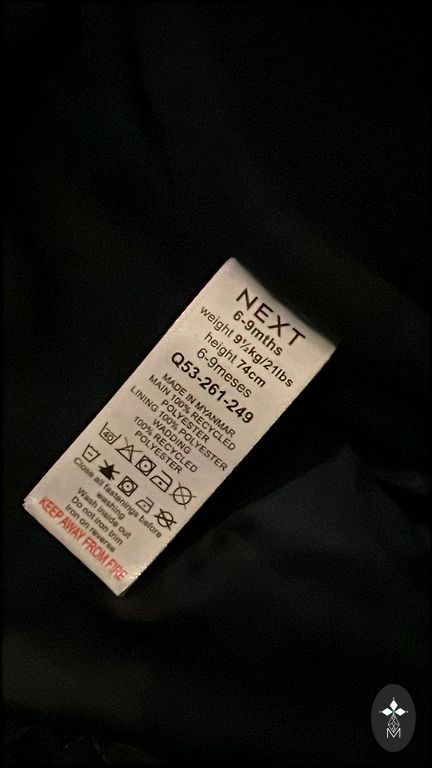 NEXT
6-9mths
weight 9½kg/21lbs
height 74cm
6-9meses
Q53-261-249
MADE IN MYANMAR
MAIN 100% RECYCLED
POLYESTER
LINING 100% POLYESTER
WADDING
100% RECYCLED
POLYESTER
40
Close all fastenings before
washing
Wash inside out
Do not iron trim
Iron on reverse
KEEP AWAY FROM FIRE
M